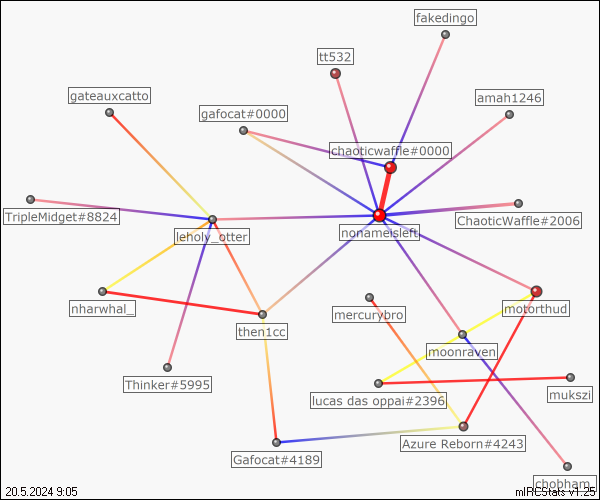 fakedingo
tt532
gateauxcatto
amah1246
gafocat#0000
chaoticwaffle#0000
TripleMidget#8824
ChaoticWaffle#2006
leholy_otter
nonameisleft
nharwhal_
mercurybro
motorthud
then1cc
moonraven
Thinker#5995
lucas das oppai#2396
mukszi
Azure Reborn#4243
Gafocat#4189
chobham_
20.5.2024 9:05
mIRCStats v1.25